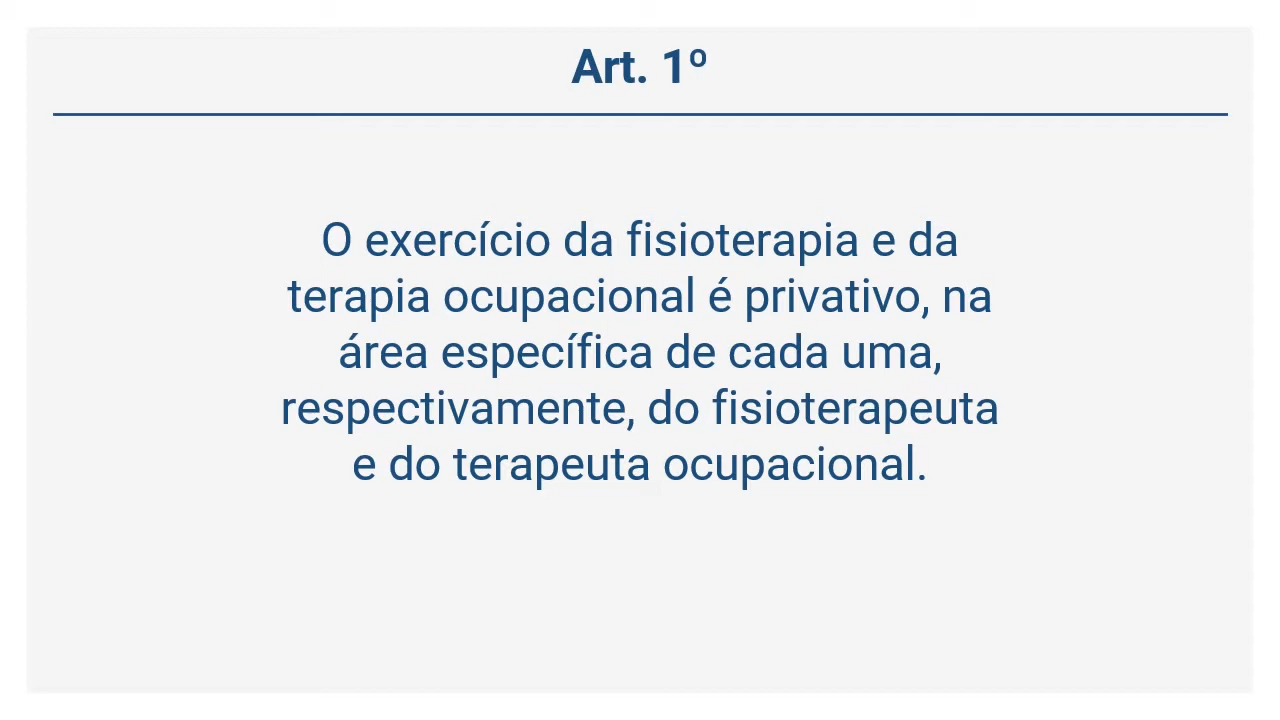 Art. 1º
O exercício da fisioterapia e da
terapia ocupacional é privativo, na
área específica de cada uma,
respectivamente, do fisioterapeuta
e do terapeuta ocupacional.